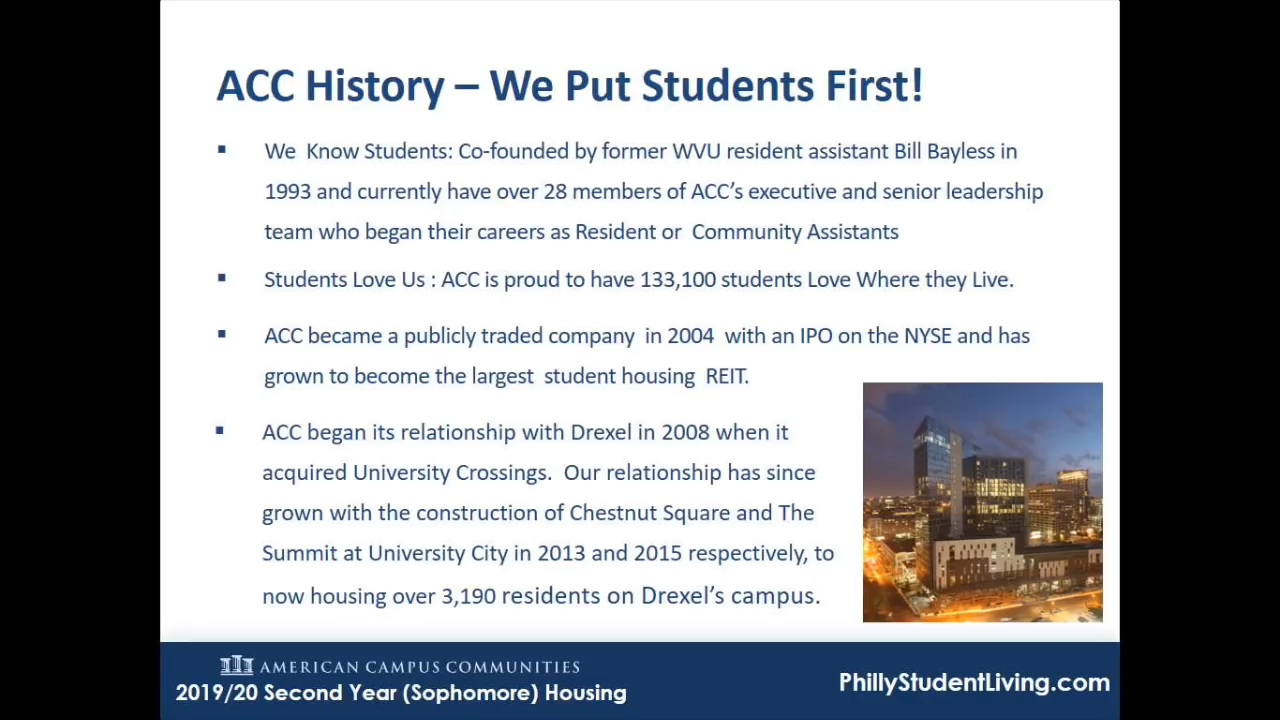 ACC History – We Put Students First!
▪ We Know Students: Co-founded by former WVU resident assistant Bill Bayless in
1993 and currently have over 28 members of ACC’s executive and senior leadership
team who began their careers as Resident or Community Assistants
▪ Students Love Us : ACC is proud to have 133,100 students Love Where they Live.
▪ ACC became a publicly traded company in 2004 with an IPO on the NYSE and has
grown to become the largest student housing REIT.
▪ ACC began its relationship with Drexel in 2008 when it
acquired University Crossings. Our relationship has since
grown with the construction of Chestnut Square and The
Summit at University City in 2013 and 2015 respectively, to
now housing over 3,190 residents on Drexel’s campus.
AMERICAN CAMPUS COMMUNITIES
2019/20 Second Year (Sophomore) Housing
PhillyStudentLiving.com